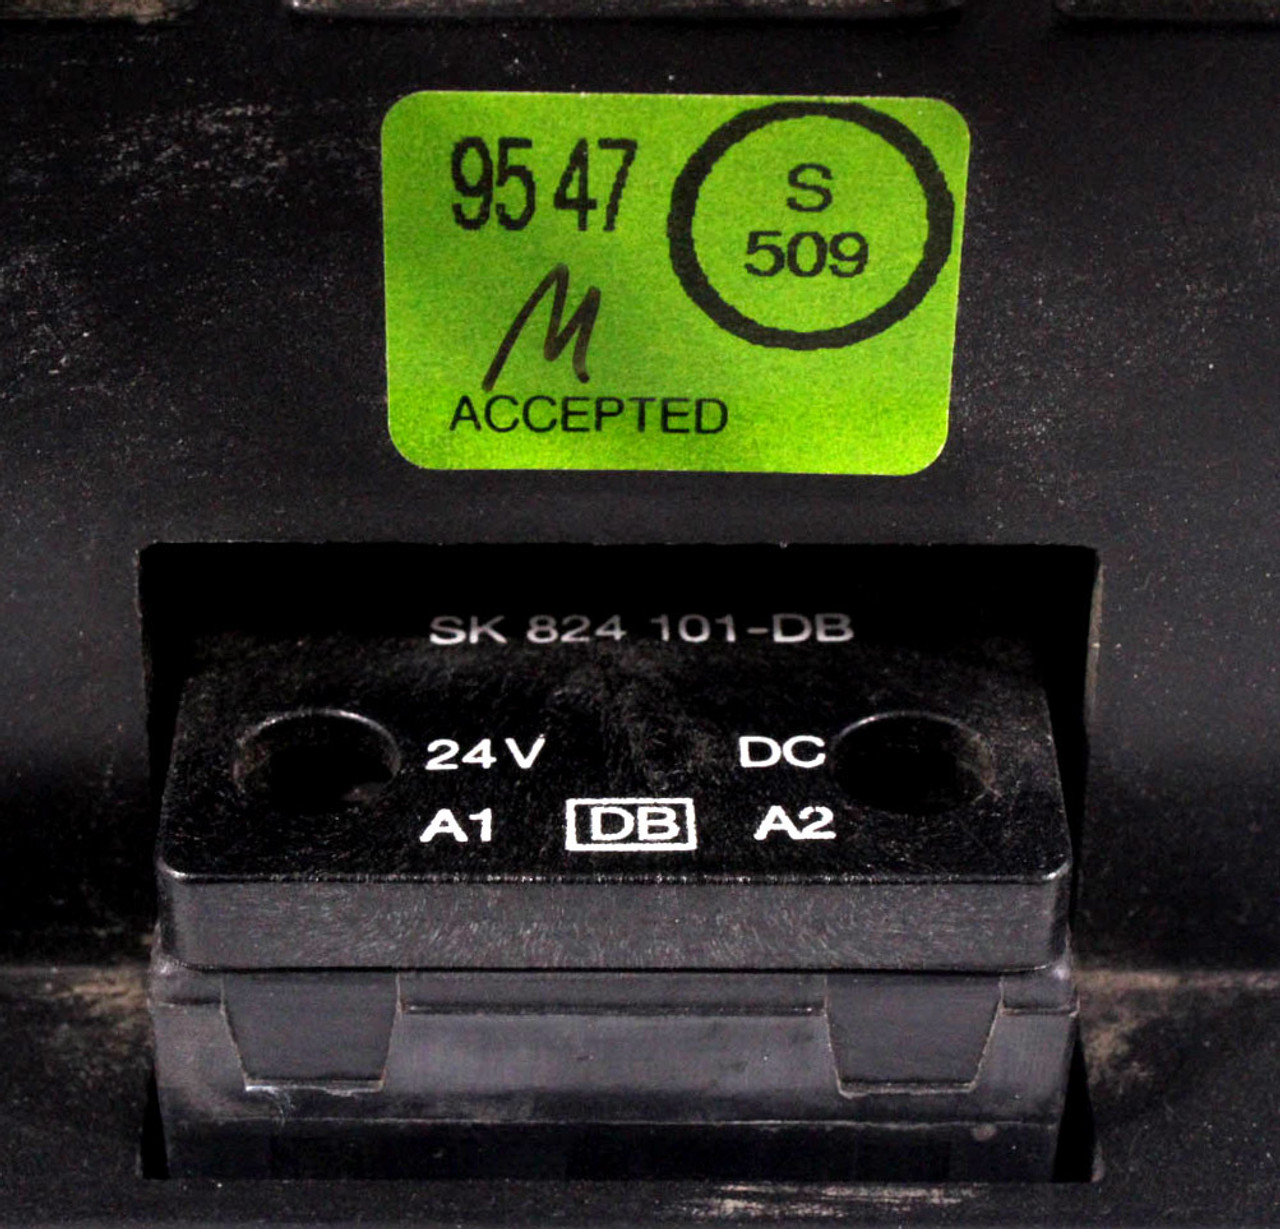 95 47
S
509
M
ACCEPTED
SK 824 101-DB
24V DC
A1 DB A2